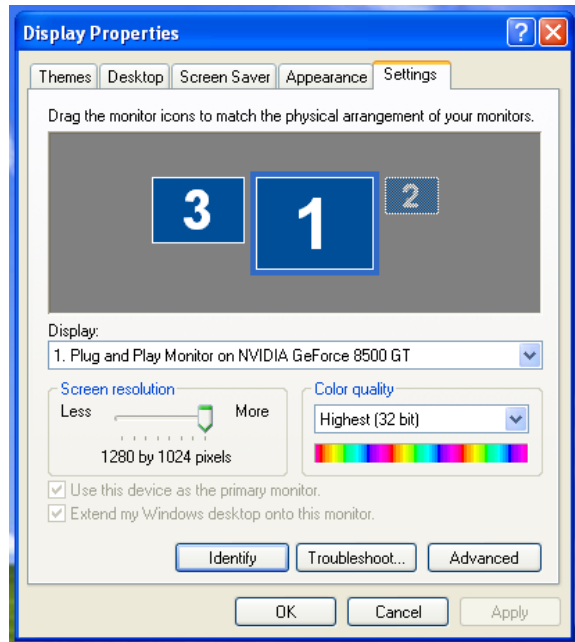 Display Properties
Themes Desktop Screen Saver Appearance Settings
Drag the monitor icons to match the physical arrangement of your monitors.
3 1 2
Display:
1. Plug and Play Monitor on NVIDIA GeForce 8500 GT
Screen resolution Color quality
Less More Highest (32 bit)
1280 by 1024 pixels
Use this device as the primary monitor.
Extend my Windows desktop onto this monitor.
Identify Troubleshoot... Advanced
OK Cancel Apply